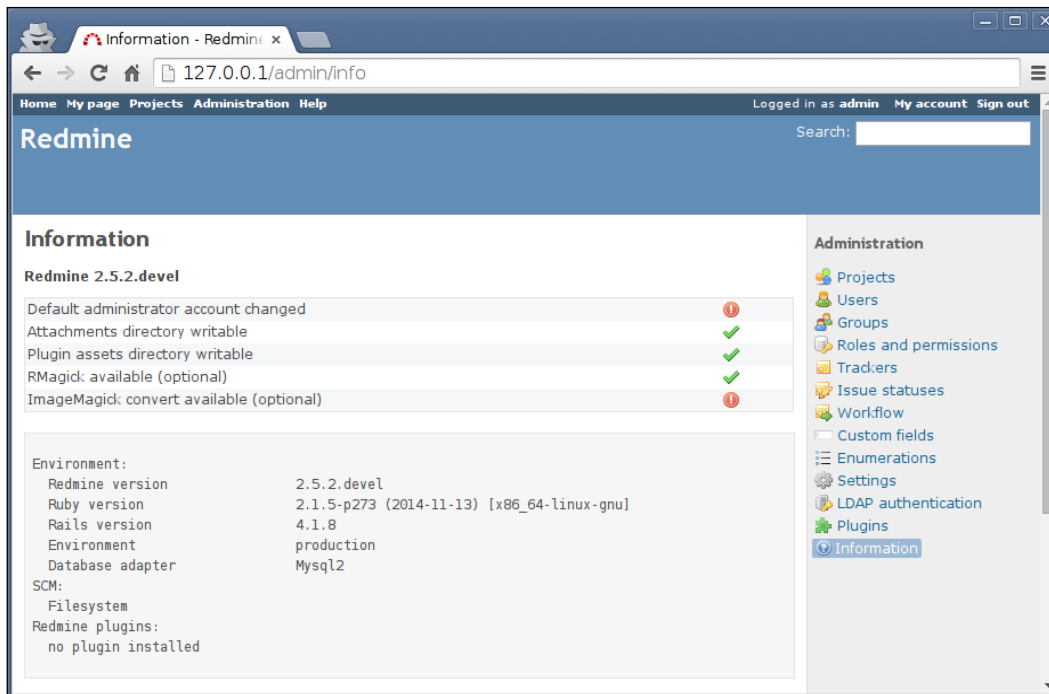 Information - Redmine
127.0.0.1/admin/info
Home My page Projects Administration Help
Logged in as admin My account Sign out
Redmine
Search:
Information
Redmine 2.5.2.devel
Default administrator account changed
Attachments directory writable
Plugin assets directory writable
RMagick available (optional)
ImageMagick convert available (optional)
Environment:
Redmine version 2.5.2.devel
Ruby version 2.1.5-p273 (2014-11-13) [x86_64-linux-gnu]
Rails version 4.1.8
Environment production
Database adapter Mysql2
SCM:
Filesystem
Redmine plugins:
no plugin installed
Administration
Projects
Users
Groups
Roles and permissions
Trackers
Issue statuses
Workflow
Custom fields
Enumerations
Settings
LDAP authentication
Plugins
Information